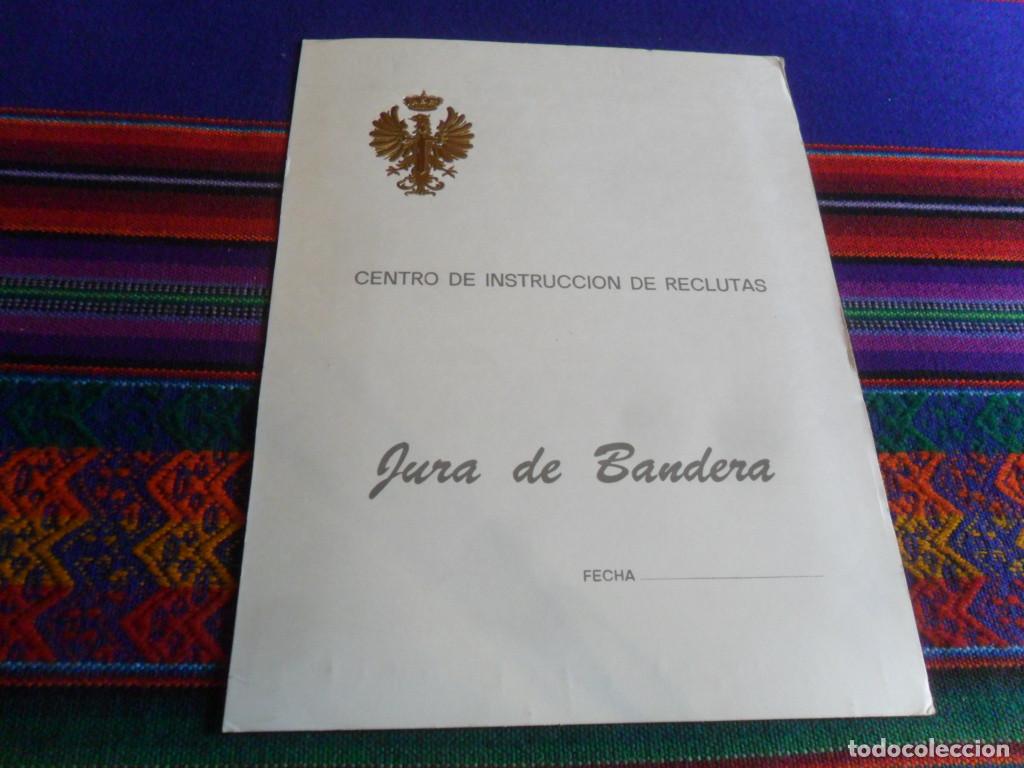 CENTRO DE INSTRUCCION DE RECLUTAS
Jura de Bandera
FECHA
todocoleccion